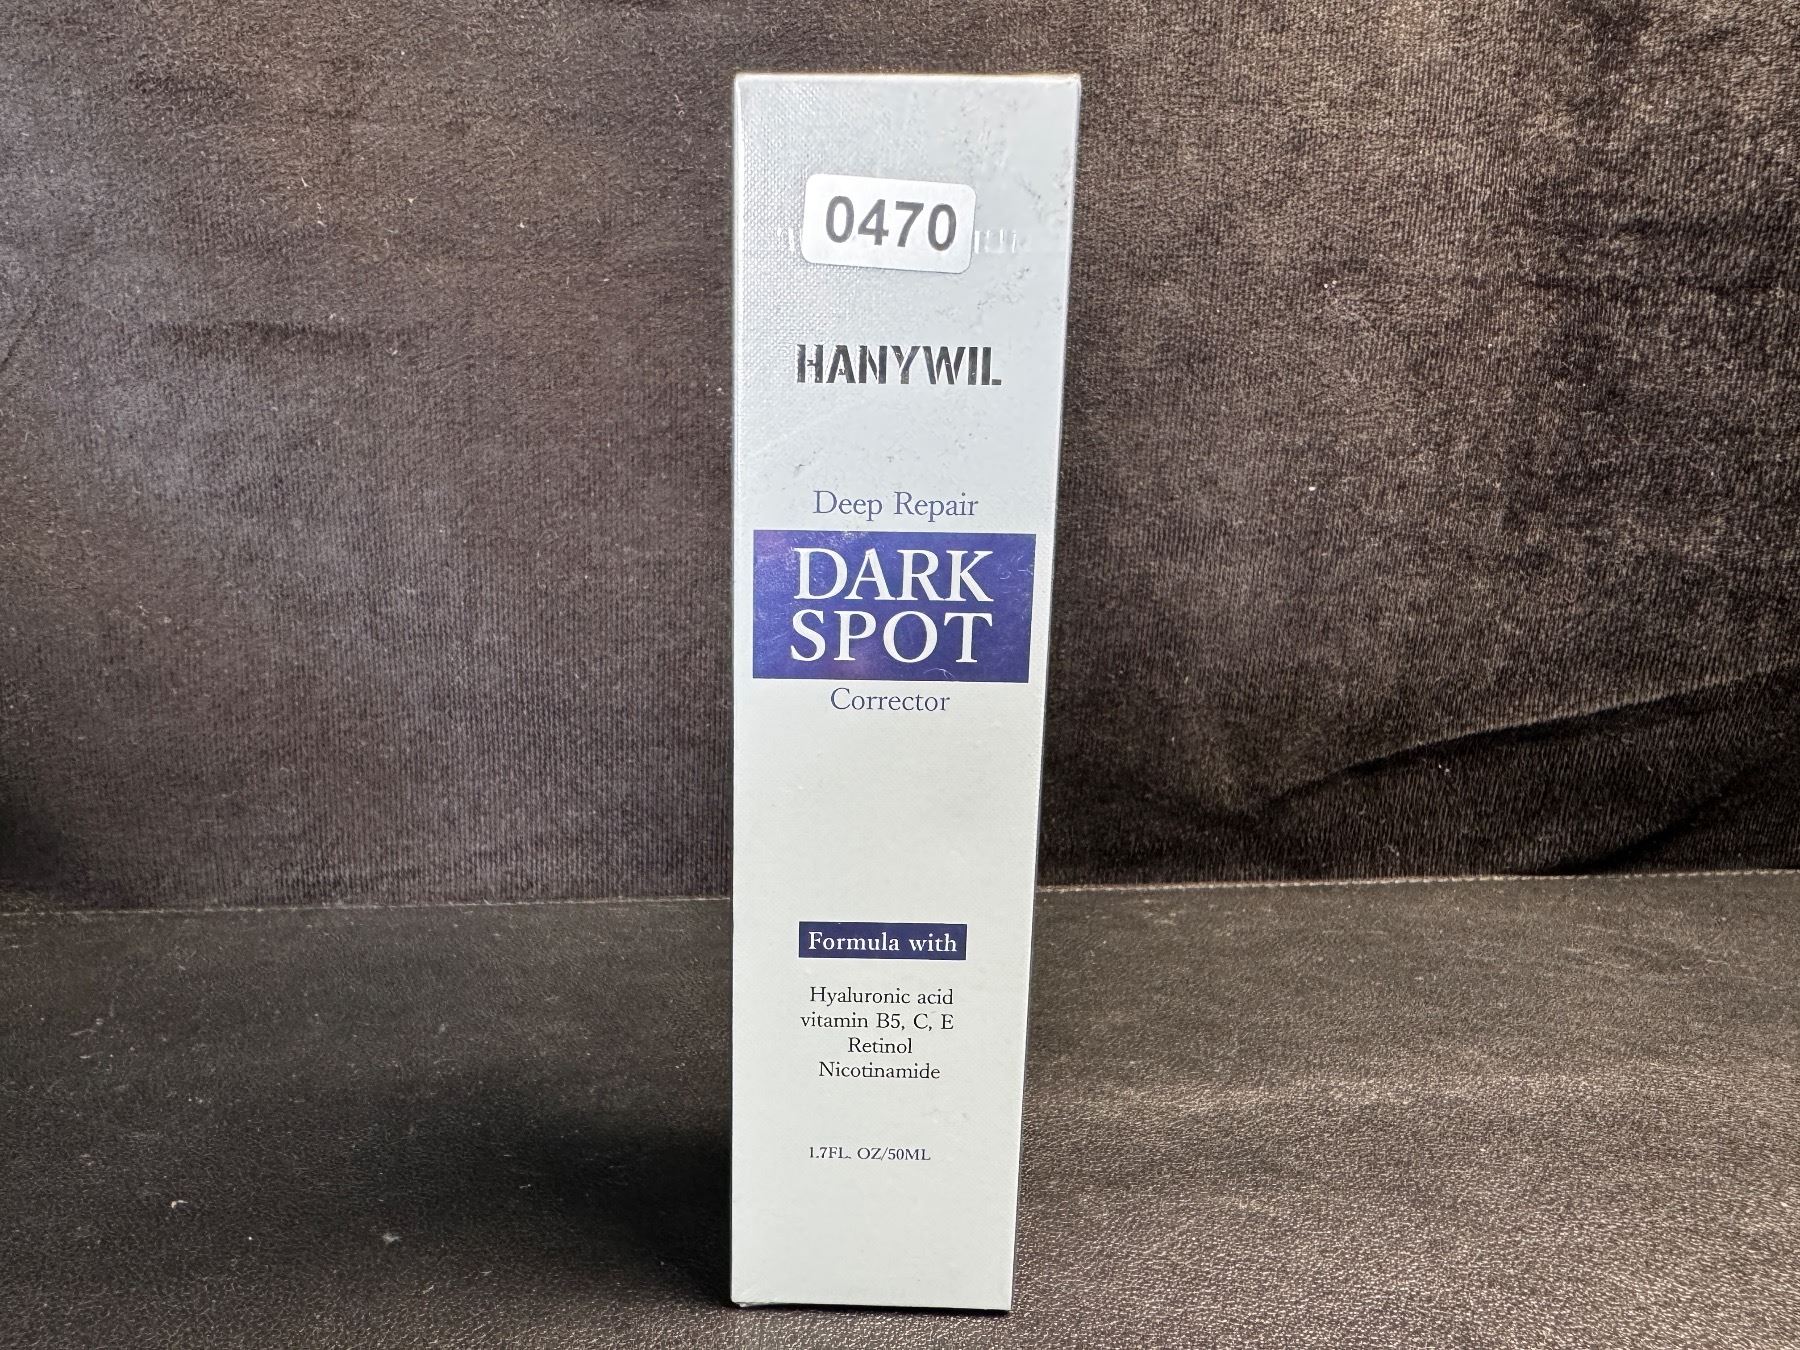 0470
HANYWIL
Deep Repair
DARK
SPOT
Corrector
Formula with
Hyaluronic acid
vitamin B5, C, E
Retinol
Nicotinamide
1.7FL. OZ/50ML